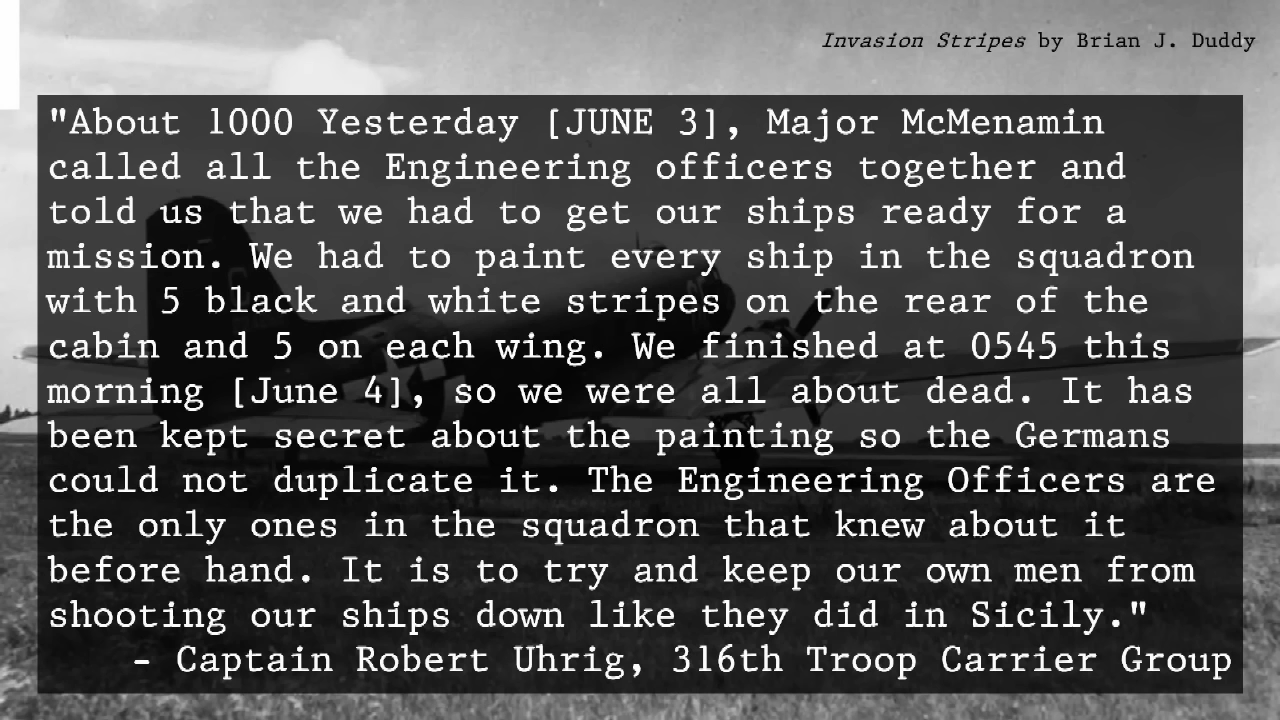 Invasion Stripes by Brian J. Duddy
"About 1000 Yesterday [JUNE 3], Major McMenamin
called all the Engineering officers together and
told us that we had to get our ships ready for a
mission. We had to paint every ship in the squadron
with 5 black and white stripes on the rear of the
cabin and 5 on each wing. We finished at 0545 this
morning [June 4], so we were all about dead. It has
been kept secret about the painting so the Germans
could not duplicate it. The Engineering Officers are
the only ones in the squadron that knew about it
before hand. It is to try and keep our own men from
shooting our ships down like they did in Sicily."
- Captain Robert Uhrig, 316th Troop Carrier Group